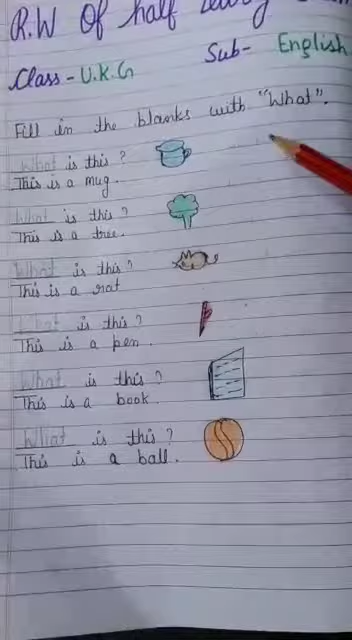 R.W Of half
Sub- English
Class - U.K.G
Fill in the blanks with "What".
What is this ?
This is a mug.
What is this ?
This is a tree.
What is this ?
This is a rat
What is this ?
This is a pen.
What is this ?
This is a book.
What is this ?
This is a ball.